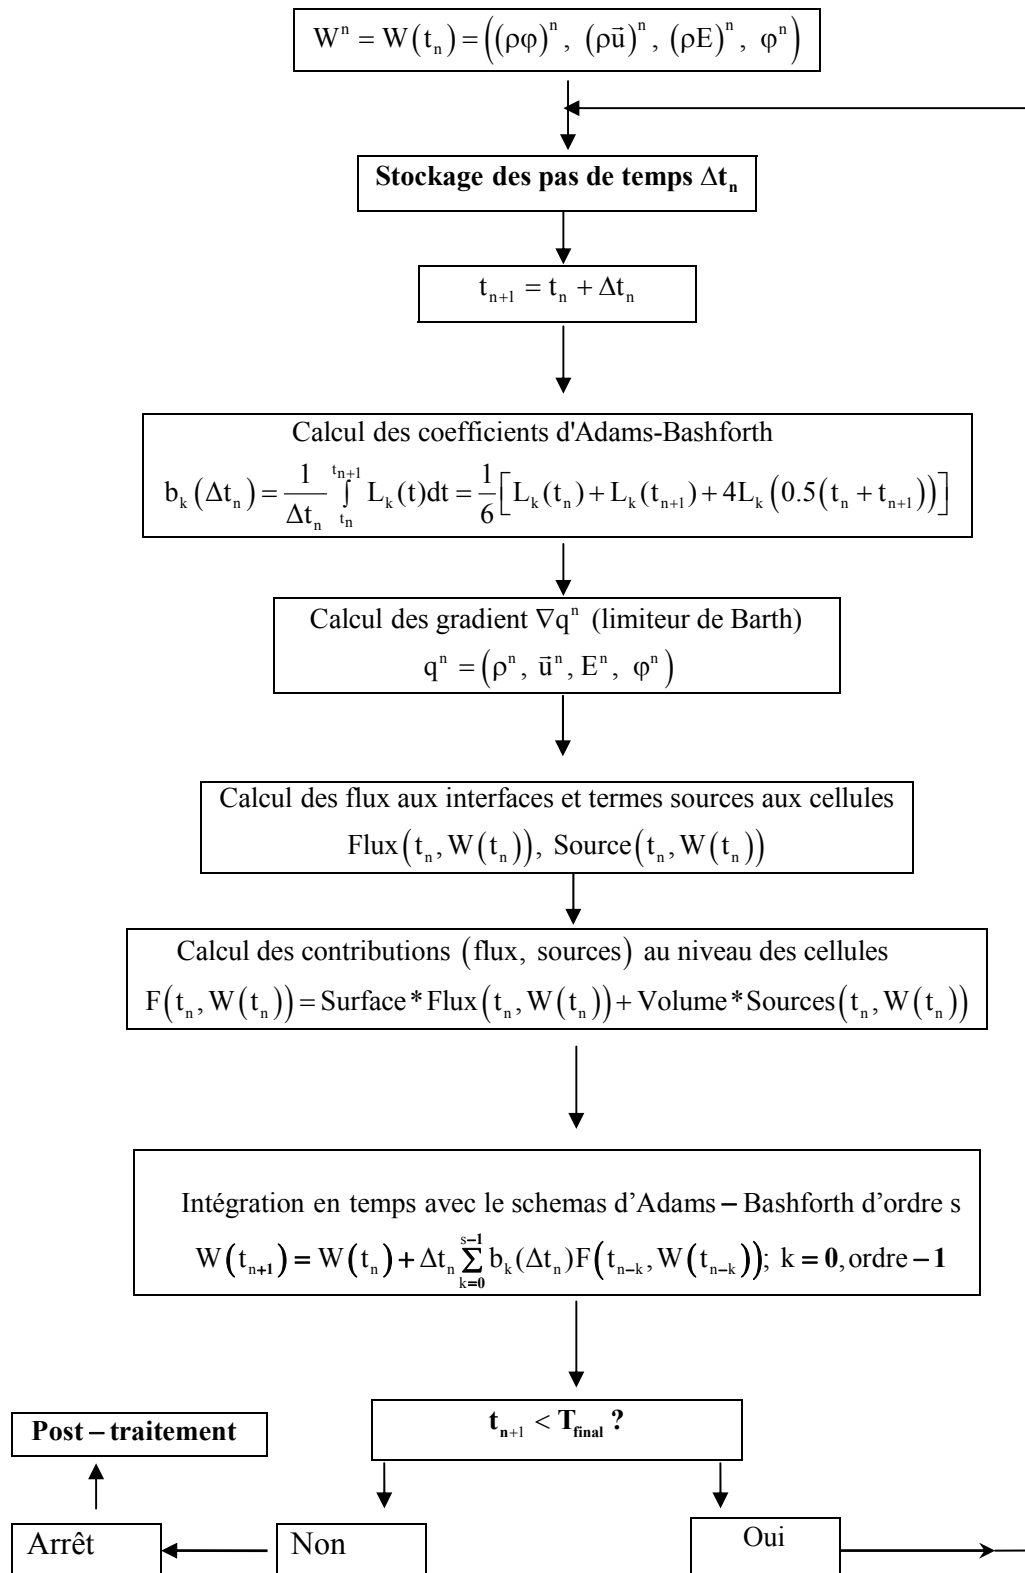 Wⁿ = W(tₙ) = ((ρφ)ⁿ, (ρu⃗)ⁿ, (ρE)ⁿ, φⁿ)
Stockage des pas de temps Δtₙ
tₙ₊₁ = tₙ + Δtₙ
Calcul des coefficients d'Adams-Bashforth
bₖ(Δtₙ) = 1/Δtₙ ∫_{tₙ}^{tₙ₊₁} Lₖ(t)dt = 1/6 [Lₖ(tₙ) + Lₖ(tₙ₊₁) + 4Lₖ(0.5(tₙ + tₙ₊₁))]
Calcul des gradient ∇qⁿ (limiteur de Barth)
qⁿ = (ρⁿ, u⃗ⁿ, Eⁿ, φⁿ)
Calcul des flux aux interfaces et termes sources aux cellules
Flux(tₙ, W(tₙ)), Source(tₙ, W(tₙ))
Calcul des contributions (flux, sources) au niveau des cellules
F(tₙ, W(tₙ)) = Surface*Flux(tₙ, W(tₙ)) + Volume*Sources(tₙ, W(tₙ))
Intégration en temps avec le schemas d’Adams – Bashforth d'ordre s
W(tₙ₊₁) = W(tₙ) + Δtₙ ∑_{k=0}^{s-1} bₖ(Δtₙ)F(tₙ₋ₖ, W(tₙ₋ₖ)); k = 0, ordre – 1
tₙ₊₁ < T_final ?
Post – traitement
Arrêt
Non
Oui